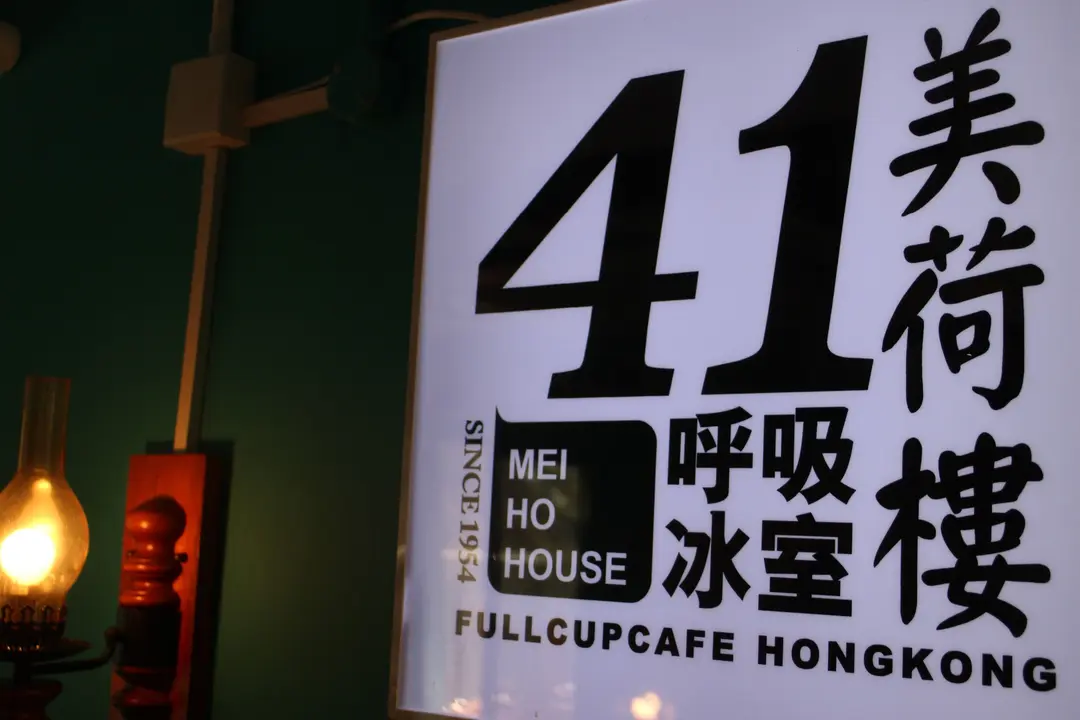 41
美荷樓
SINCE 1954
MEI
HO
HOUSE
呼吸
冰室
FULLCUPCAFE HONGKONG